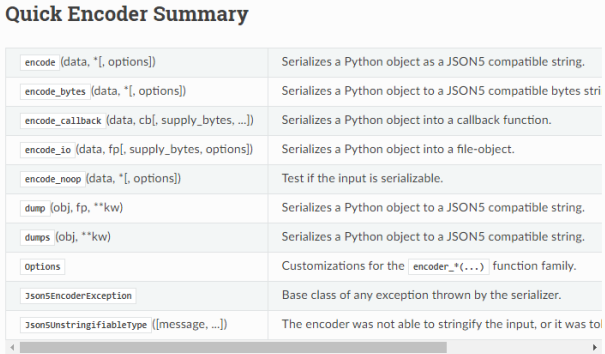 Quick Encoder Summary
encode (data, *[, options]) Serializes a Python object as a JSON5 compatible string.
encode_bytes (data, *[, options]) Serializes a Python object to a JSON5 compatible bytes stri
encode_callback (data, cb[, supply_bytes, ...]) Serializes a Python object into a callback function.
encode_io (data, fp[, supply_bytes, options]) Serializes a Python object into a file-object.
encode_noop (data, *[, options]) Test if the input is serializable.
dump (obj, fp, **kw) Serializes a Python object to a JSON5 compatible string.
dumps (obj, **kw) Serializes a Python object to a JSON5 compatible string.
Options Customizations for the encoder_*(...) function family.
Json5EncoderException Base class of any exception thrown by the serializer.
Json5UnstringifiableType ([message, ...]) The encoder was not able to stringify the input, or it was tol